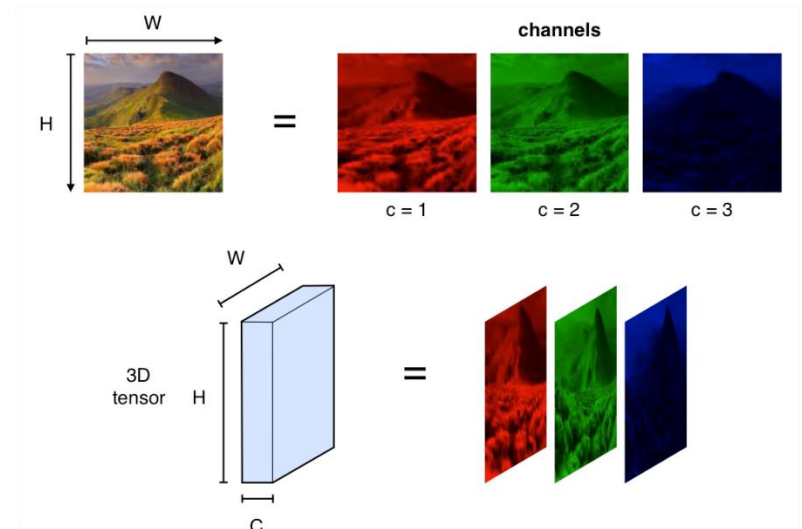 W
channels
H
=
c = 1
c = 2
c = 3
W
3D
tensor
H
=
C